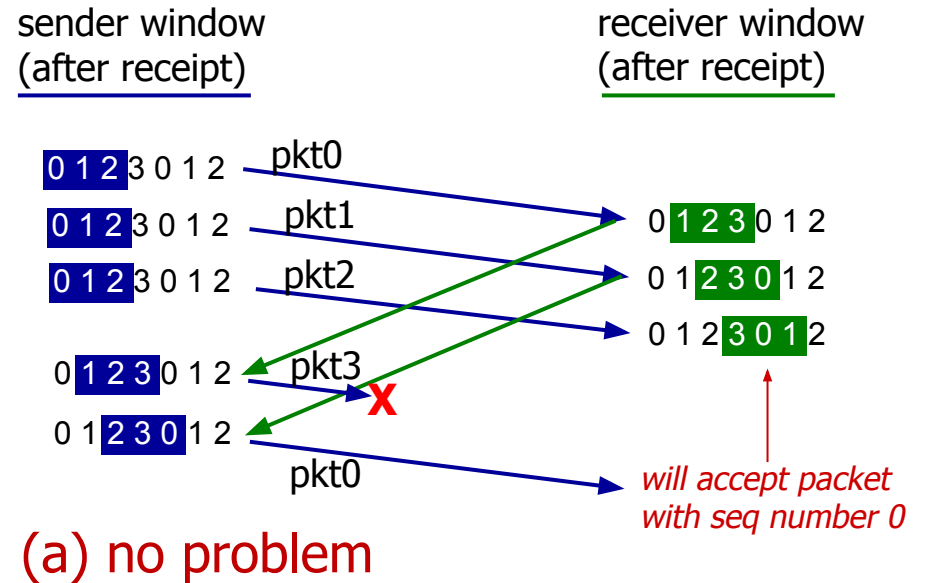 sender window
(after receipt)
receiver window
(after receipt)
0 1 2 3 0 1 2
pkt0
0 1 2 3 0 1 2
0 1 2 3 0 1 2
pkt1
0 1 2 3 0 1 2
0 1 2 3 0 1 2
pkt2
0 1 2 3 0 1 2
0 1 2 3 0 1 2
pkt3
X
0 1 2 3 0 1 2
pkt0
will accept packet
with seq number 0
(a) no problem